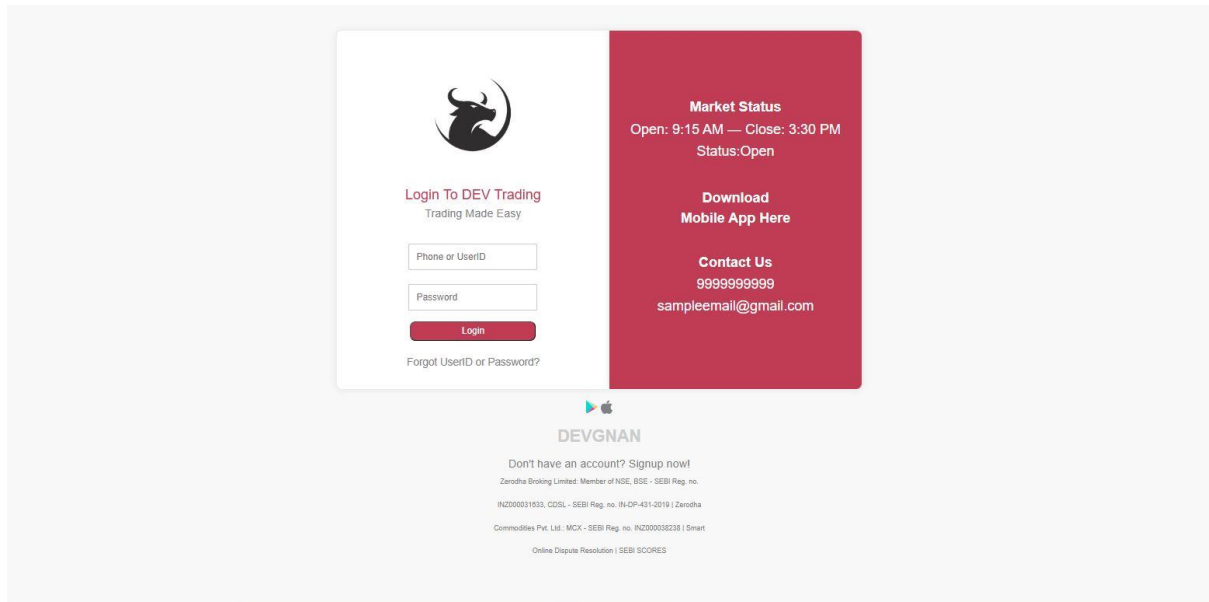 Login To DEV Trading
Trading Made Easy
Phone or UserID
Password
Login
Forgot UserID or Password?
Market Status
Open: 9:15 AM — Close: 3:30 PM
Status:Open
Download
Mobile App Here
Contact Us
9999999999
sampleemail@gmail.com
DEVGNAN
Don't have an account? Signup now!
Zerodha Broking Limited: Member of NSE, BSE - SEBI Reg. no.
INZ000031633, CDSL - SEBI Reg. no. IN-DP-431-2019 | Zerodha
Commodities Pvt. Ltd.: MCX - SEBI Reg. no. INZ000038238 | Smart
Online Dispute Resolution | SEBI SCORES